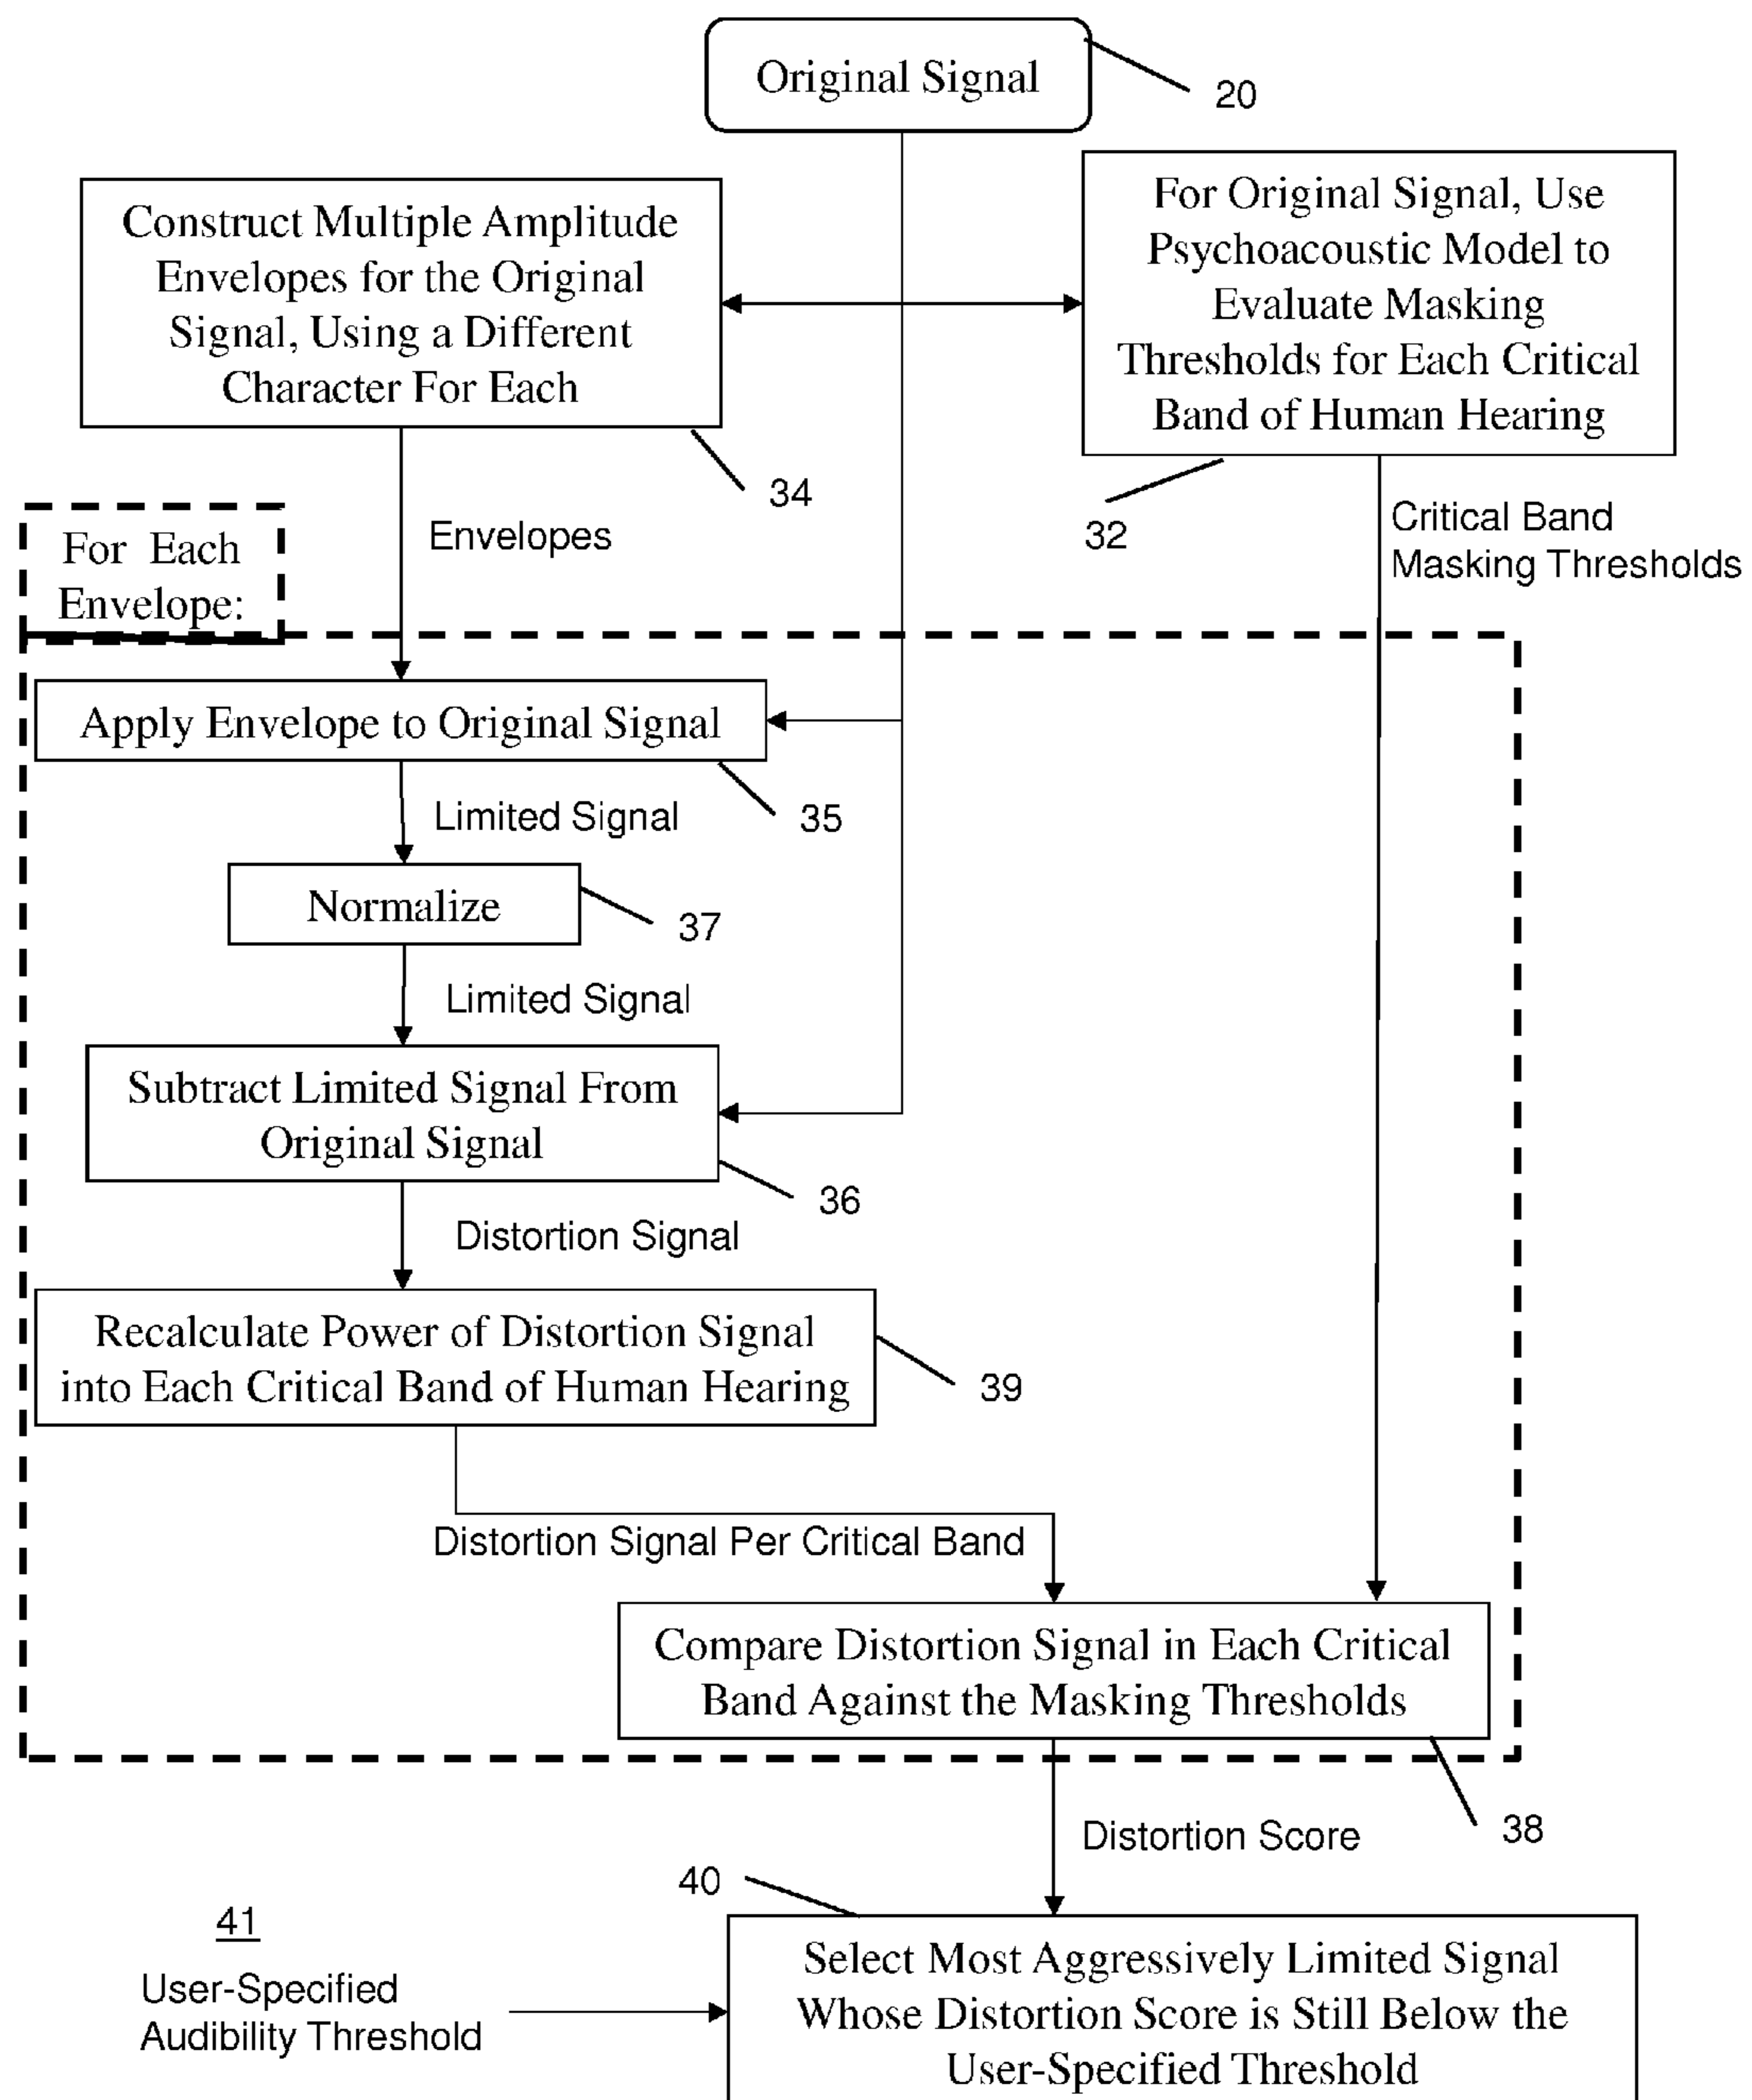 Original Signal
20
Construct Multiple Amplitude
Envelopes for the Original
Signal, Using a Different
Character For Each
34
For Original Signal, Use
Psychoacoustic Model to
Evaluate Masking
Thresholds for Each Critical
Band of Human Hearing
32
Envelopes
Critical Band
Masking Thresholds
For Each
Envelope:
Apply Envelope to Original Signal
35
Limited Signal
Normalize
37
Limited Signal
Subtract Limited Signal From
Original Signal
36
Distortion Signal
Recalculate Power of Distortion Signal
into Each Critical Band of Human Hearing
39
Distortion Signal Per Critical Band
Compare Distortion Signal in Each Critical
Band Against the Masking Thresholds
38
Distortion Score
40
41
User-Specified
Audibility Threshold
Select Most Aggressively Limited Signal
Whose Distortion Score is Still Below the
User-Specified Threshold